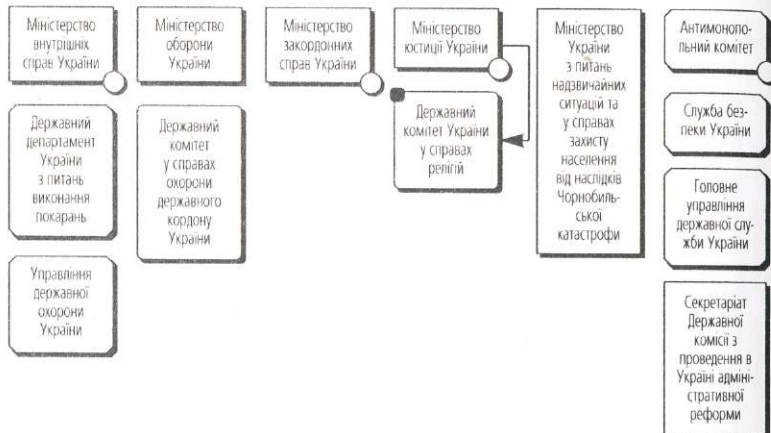 Міністерство
внутрішніх
справ України
Міністерство
оборони
України
Міністерство
закордонних
справ України
Міністерство
юстиції України
Міністерство
України
з питань
надзвичайних
ситуацій та
у справах
захисту
населення
від наслідків
Чорнобиль-
ської
катастрофи
Антимонопо-
льний комітет
Державний
департамент
України
з питань
виконання
покарань
Державний
комітет
у справах
охорони
державного
кордону
України
Державний
комітет України
у справах
релігій
Служба без-
пеки України
Головне
управління
державної слу-
жби України
Управління
державної
охорони
України
Секретаріат
Державної
комісії з
проведення в
Україні адміні-
стративної
реформи